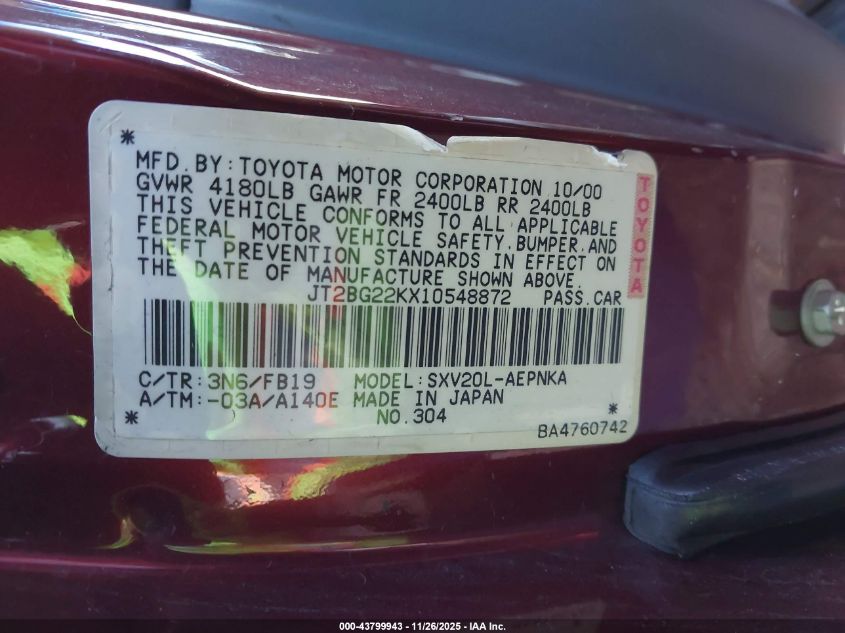 MFD. BY: TOYOTA MOTOR CORPORATION 10/00
GVWR 4180LB GAWR FR 2400LB RR 2400LB
THIS VEHICLE CONFORMS TO ALL APPLICABLE
FEDERAL MOTOR VEHICLE SAFETY, BUMPER, AND
THEFT PREVENTION STANDARDS IN EFFECT ON
THE DATE OF MANUFACTURE SHOWN ABOVE.
JT2BG22KX10548872 PASS. CAR
TOYOTA
C/TR: 3N6/FB19 MODEL: SXV20L-AEPNKA
A/TM: -03A/A140E MADE IN JAPAN
NO. 304
BA4760742
000-43799943 - 11/26/2025 - IAA Inc.